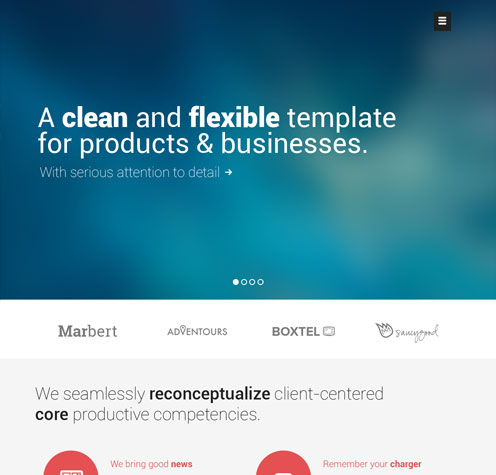 A clean and flexible template
for products & businesses.
With serious attention to detail
Marbert
ADVENTOURS
BOXTEL
saucygood
We seamlessly reconceptualize client-centered
core productive competencies.
We bring good news
Remember your charger